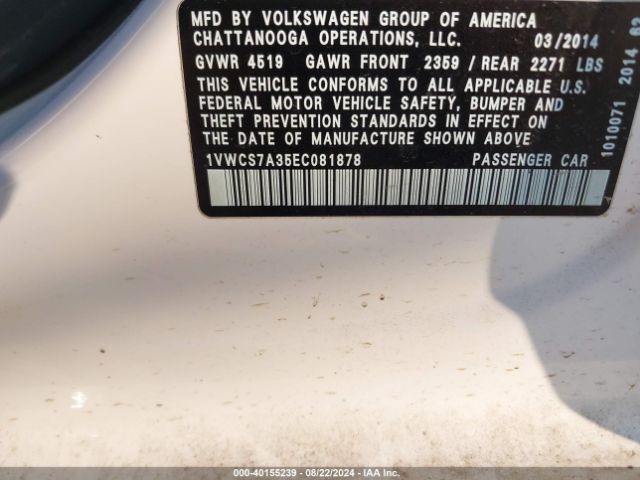 MFD BY VOLKSWAGEN GROUP OF AMERICA
CHATTANOOGA OPERATIONS, LLC. 03/2014
GVWR 4519 GAWR FRONT 2359 / REAR 2271 LBS
THIS VEHICLE CONFORMS TO ALL APPLICABLE U.S.
FEDERAL MOTOR VEHICLE SAFETY, BUMPER AND
THEFT PREVENTION STANDARDS IN EFFECT ON
THE DATE OF MANUFACTURE SHOWN ABOVE
1VWCS7A35EC081878 PASSENGER CAR
1010071 2014 62
000-40155239 - 08/22/2024 - IAA Inc.